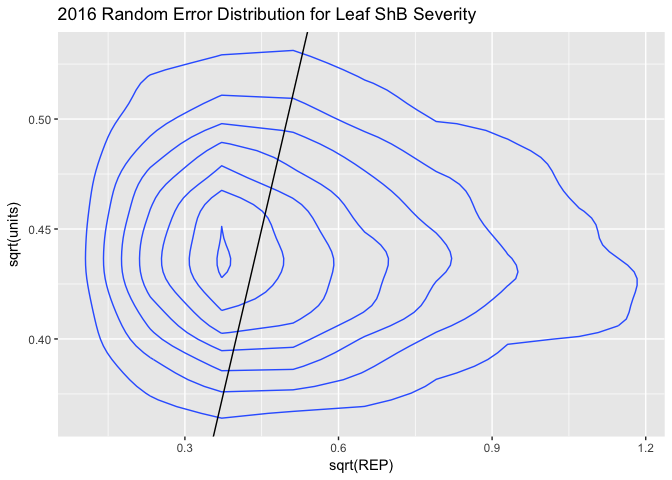 2016 Random Error Distribution for Leaf ShB Severity
0.50
0.45
0.40
sqrt(units)
0.3 0.6 0.9 1.2
sqrt(REP)